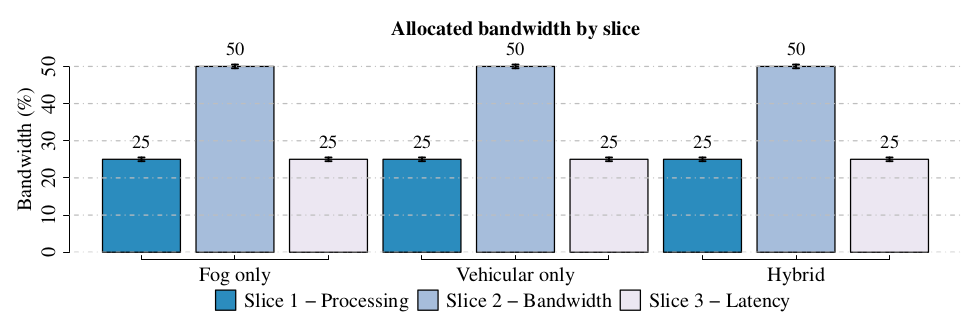 Allocated bandwidth by slice
50 50 50
25 25 25 25 25 25
Bandwidth (%)
50
40
30
20
10
0
Fog only Vehicular only Hybrid
Slice 1 − Processing Slice 2 − Bandwidth Slice 3 − Latency